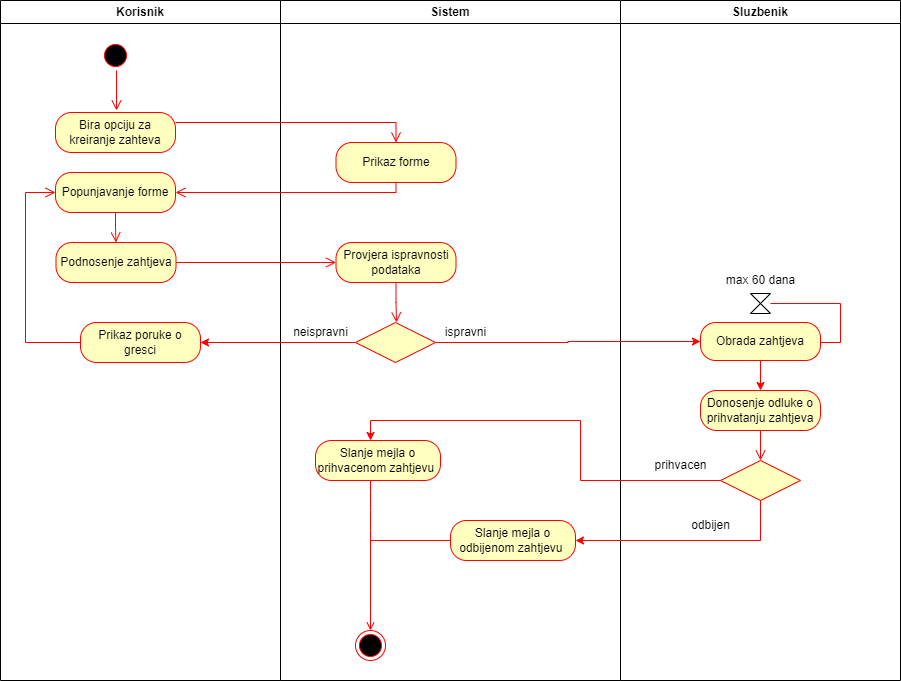 Korisnik
Sistem
Sluzbenik
Bira opciju za
kreiranje zahteva
Prikaz forme
Popunjavanje forme
Podnosenje zahtjeva
Provjera ispravnosti
podataka
max 60 dana
neispravni
ispravni
Prikaz poruke o
gresci
Obrada zahtjeva
Donosenje odluke o
prihvatanju zahtjeva
Slanje mejla o
prihvacenom zahtjevu
prihvacen
odbijen
Slanje mejla o
odbijenom zahtjevu